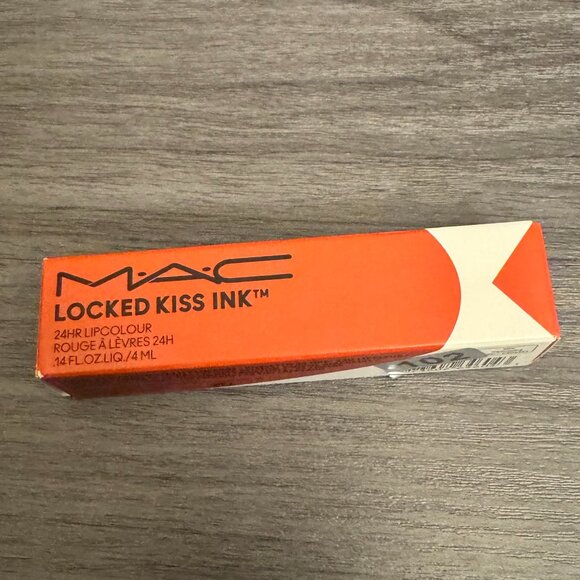 M·A·C
LOCKED KISS INK™
24HR LIPCOLOUR
ROUGE À LÈVRES 24H
.14 FL.OZ.LIQ./4 ML